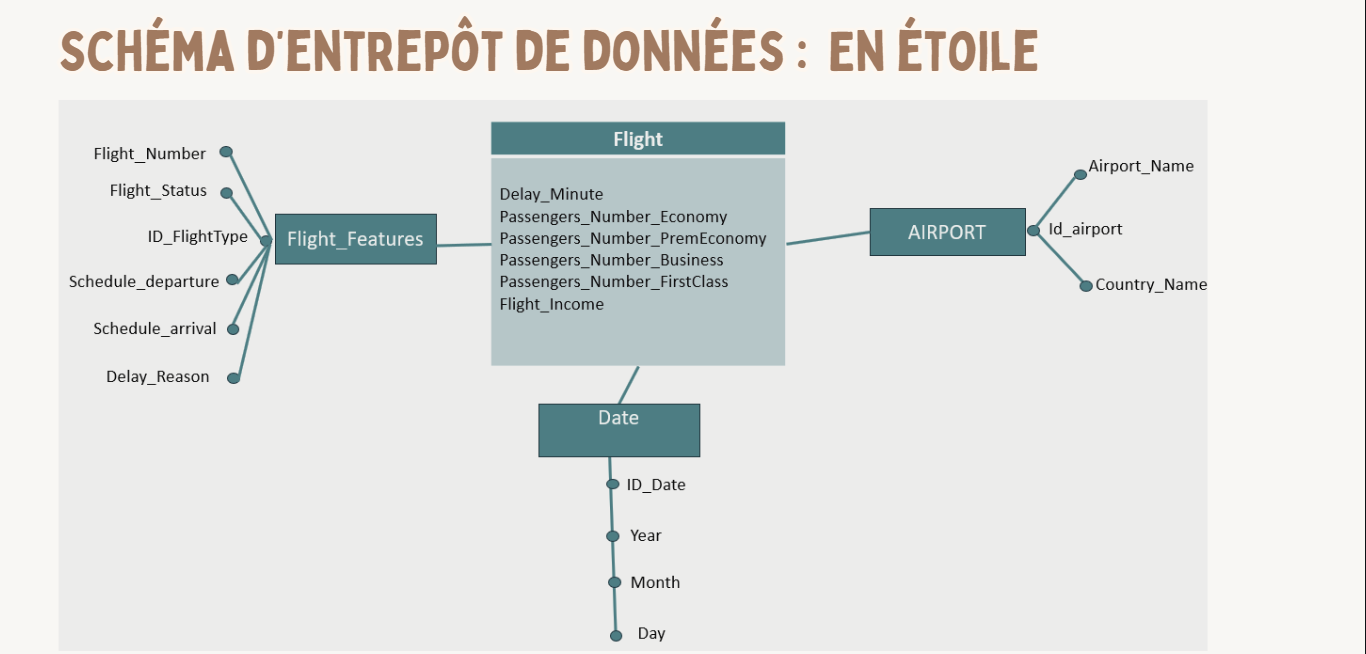 SCHÉMA D'ENTREPÔT DE DONNÉES : EN ÉTOILE
Flight_Number
Flight_Status
ID_FlightType
Schedule_departure
Schedule_arrival
Delay_Reason
Flight_Features
Flight
Delay_Minute
Passengers_Number_Economy
Passengers_Number_PremEconomy
Passengers_Number_Business
Passengers_Number_FirstClass
Flight_Income
AIRPORT
Airport_Name
Id_airport
Country_Name
Date
ID_Date
Year
Month
Day